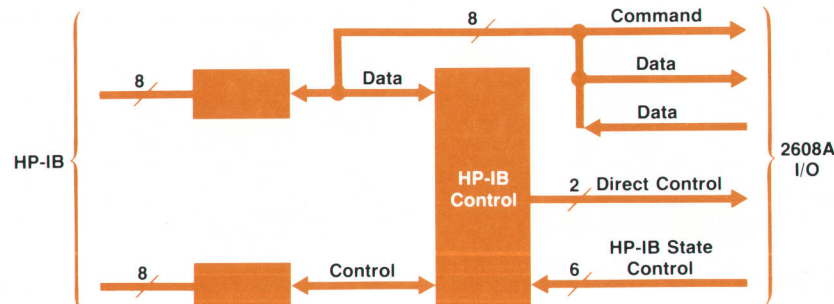 8
Command
8
Data
Data
Data
HP-IB
HP-IB
Control
2608A
I/O
2
Direct Control
8
Control
6
HP-IB State
Control